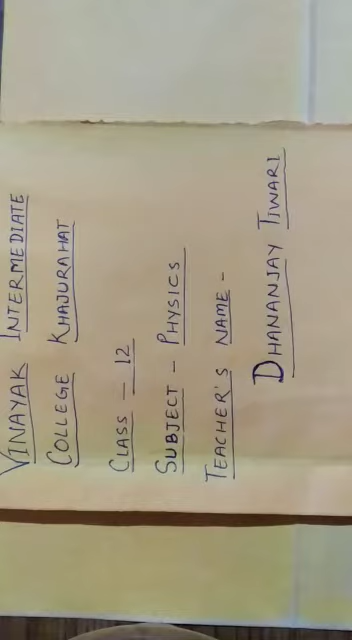 VINAYAK INTERMEDIATE
COLLEGE KHAJURAHAT
CLASS - 12
SUBJECT - PHYSICS
TEACHER'S NAME -
DHANANJAY TIWARI